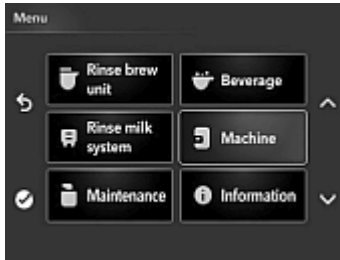 Menu
Rinse brew
unit
Beverage
Rinse milk
system
Machine
Maintenance
Information